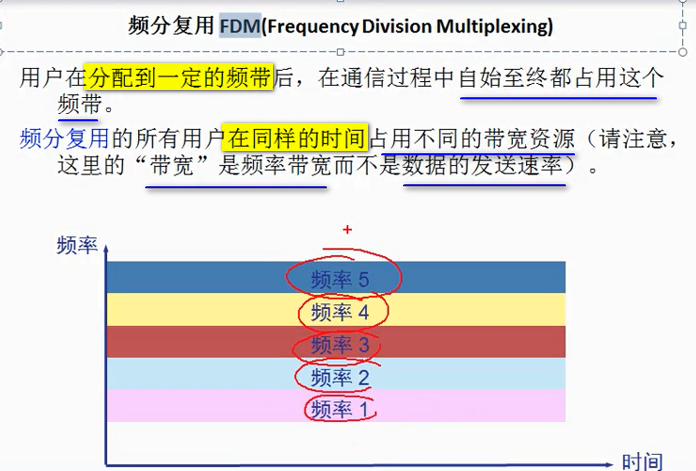 频分复用 FDM(Frequency Division Multiplexing)
用户在分配到一定的频带后，在通信过程中自始至终都占用这个
频带。
频分复用的所有用户在同样的时间占用不同的带宽资源（请注意，
这里的“带宽”是频率带宽而不是数据的发送速率）。
频率
频率 5
频率 4
频率 3
频率 2
频率 1
时间